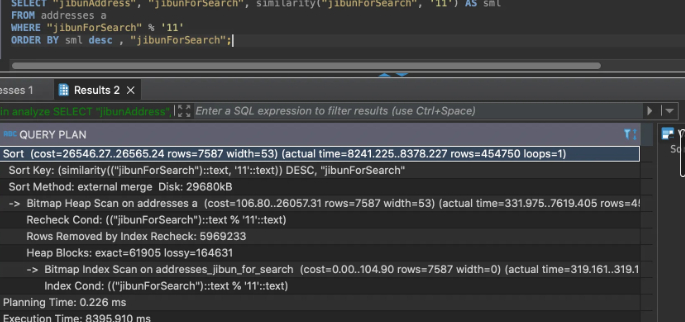 SELECT "jibunAddress", "jibunForSearch", similarity("jibunForSearch", '11') AS sml
FROM addresses a
WHERE "jibunForSearch" % '11'
ORDER BY sml desc , "jibunForSearch";
esses 1 Results 2
in analyze SELECT "jibunAddress" Enter a SQL expression to filter results (use Ctrl+Space)
QUERY PLAN
Sort (cost=26546.27..26565.24 rows=7587 width=53) (actual time=8241.225..8378.227 rows=454750 loops=1)
Sort Key: (similarity(("jibunForSearch")::text, '11'::text)) DESC, "jibunForSearch"
Sort Method: external merge Disk: 29680kB
-> Bitmap Heap Scan on addresses a (cost=106.80..26057.31 rows=7587 width=53) (actual time=331.975..7619.405 rows=4
Recheck Cond: (("jibunForSearch")::text % '11'::text)
Rows Removed by Index Recheck: 5969233
Heap Blocks: exact=61905 lossy=164631
-> Bitmap Index Scan on addresses_jibun_for_search (cost=0.00..104.90 rows=7587 width=0) (actual time=319.161..319.1
Index Cond: (("jibunForSearch")::text % '11'::text)
Planning Time: 0.226 ms
Execution Time: 8395.910 ms